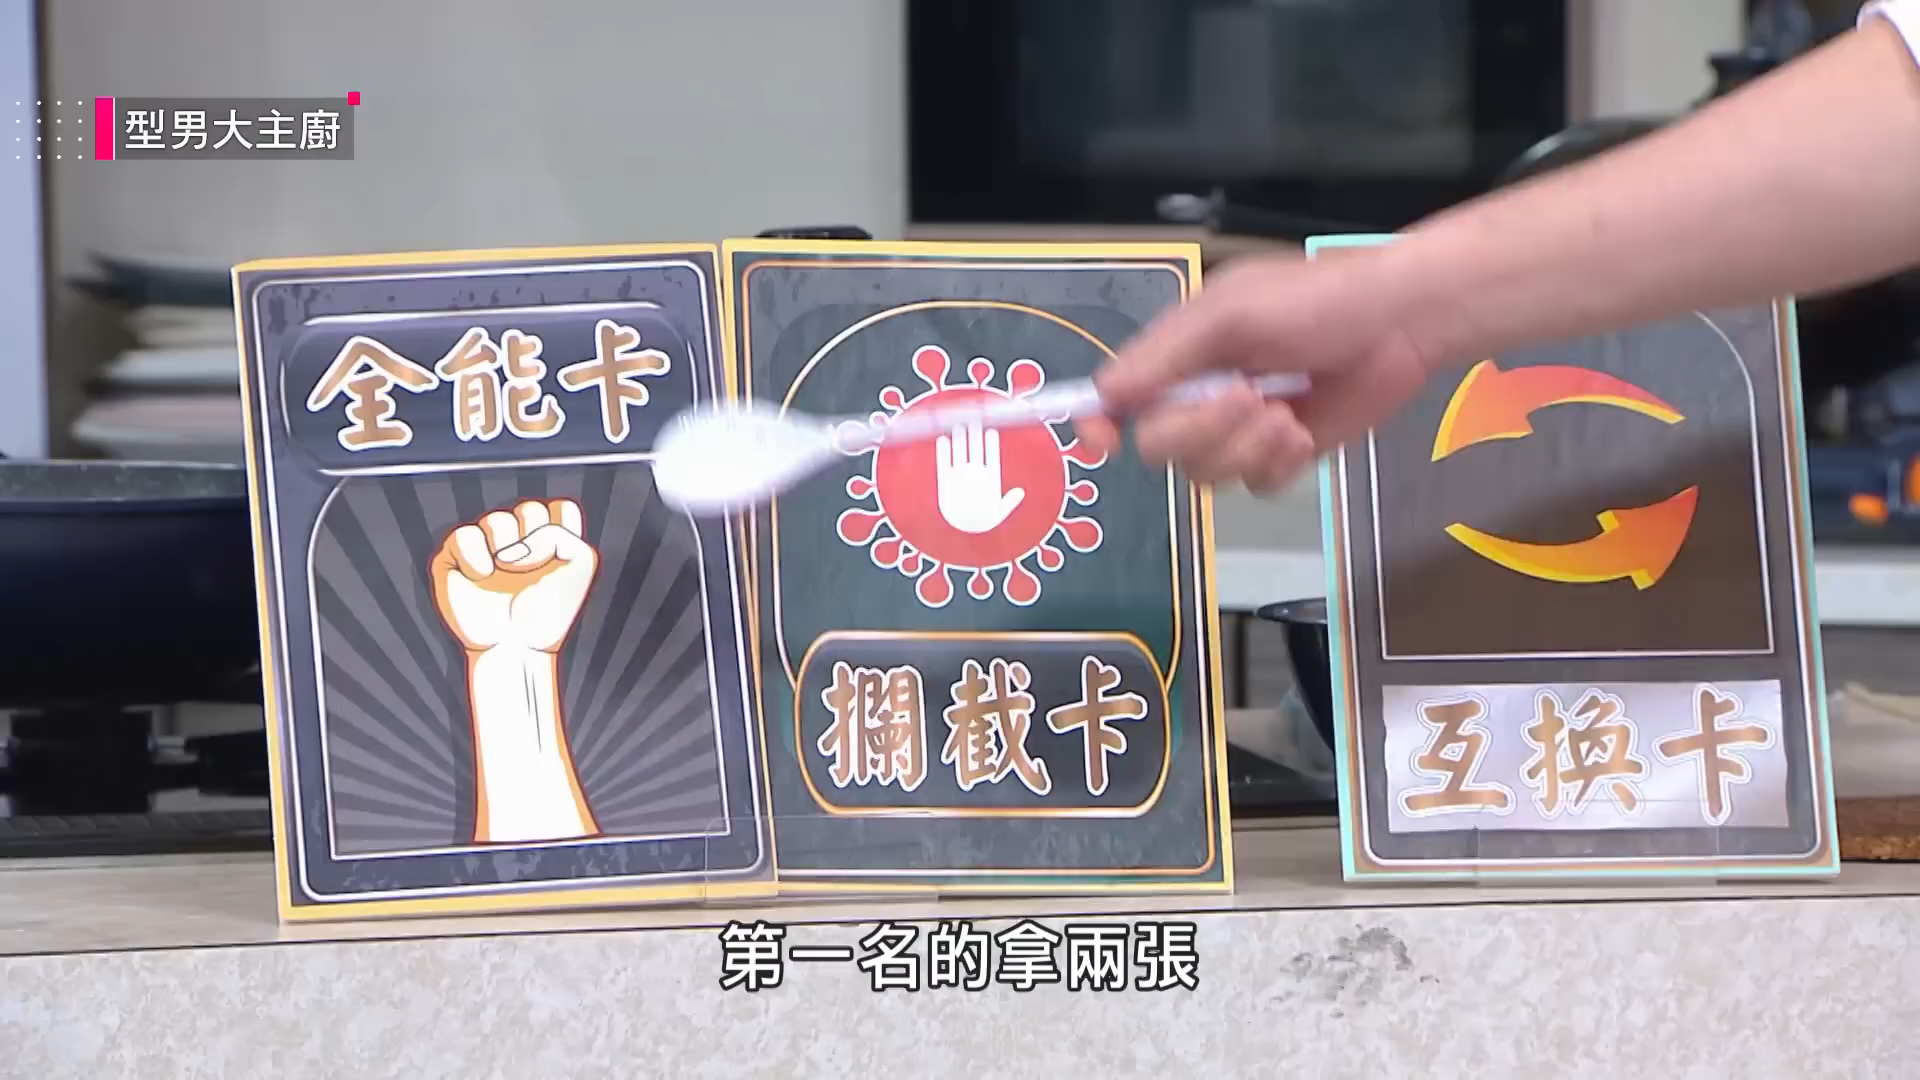 型男大主廚
全能卡
攔截卡
互換卡
第一名的拿兩張